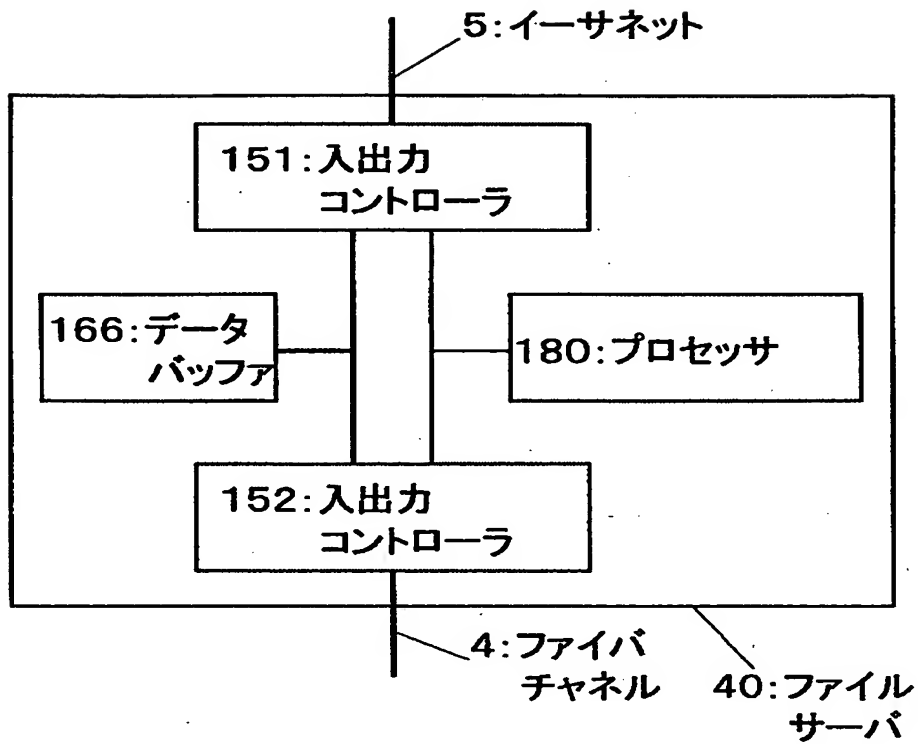 5:イーサネット
151:入出力
コントローラ
166:データ
バッファ
180:プロセッサ
152:入出力
コントローラ
4:ファイバ
チャネル
40:ファイル
サーバ